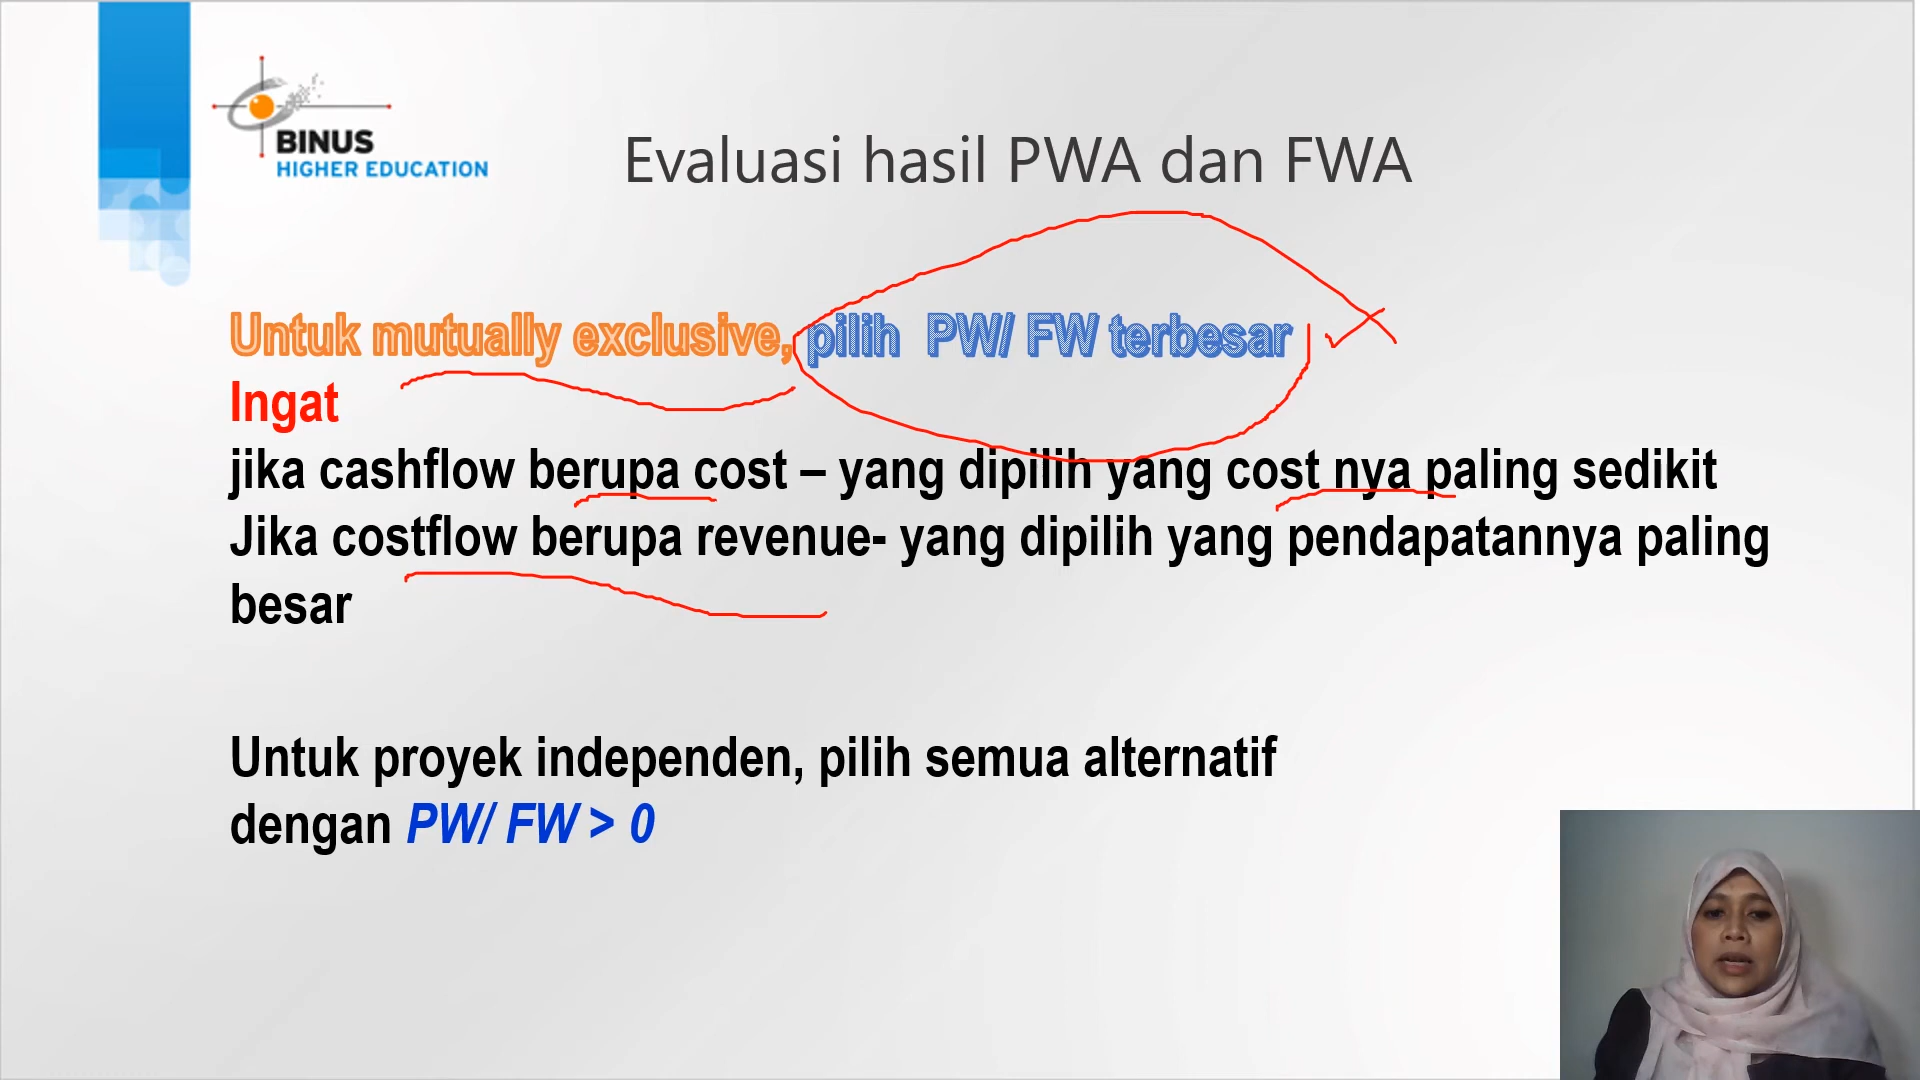 BINUS
HIGHER EDUCATION
Evaluasi hasil PWA dan FWA
Untuk mutually exclusive, pilih PW/ FW terbesar
Ingat
jika cashflow berupa cost – yang dipilih yang cost nya paling sedikit
Jika costflow berupa revenue- yang dipilih yang pendapatannya paling
besar
Untuk proyek independen, pilih semua alternatif
dengan PW/ FW > 0